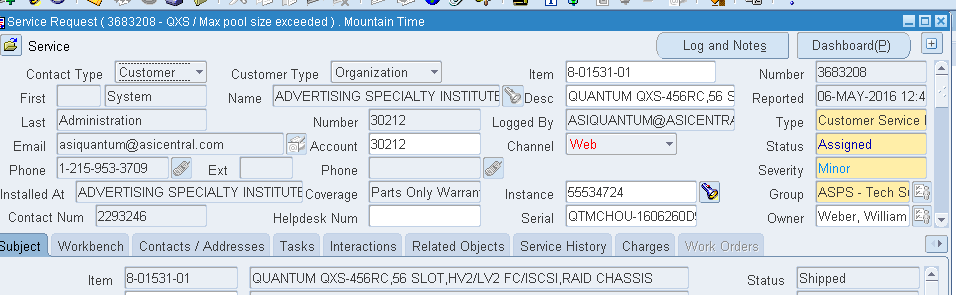 Service Request ( 3683208 - QXS / Max pool size exceeded ) . Mountain Time
Service Log and Notes Dashboard(P)
Contact Type Customer Customer Type Organization Item 8-01531-01 Number 3683208
First System Name ADVERTISING SPECIALTY INSTITUTE Desc QUANTUM QXS-456RC,56 S Reported 06-MAY-2016 12:4
Last Administration Number 30212 Logged By ASIQUANTUM@ASICENTRA Type Customer Service
Email asiquantum@asicentral.com Account 30212 Channel Web Status Assigned
Phone 1-215-953-3709 Ext Phone Severity Minor
Installed At ADVERTISING SPECIALTY INSTITUTE Coverage Parts Only Warran Instance 55534724 Group ASPS - Tech Su
Contact Num 2293246 Helpdesk Num Serial QTMCHOU-1606260D Owner Weber, William
Subject Workbench Contacts / Addresses Tasks Interactions Related Objects Service History Charges Work Orders
Item 8-01531-01 QUANTUM QXS-456RC,56 SLOT,HV2/LV2 FC/ISCSI,RAID CHASSIS Status Shipped